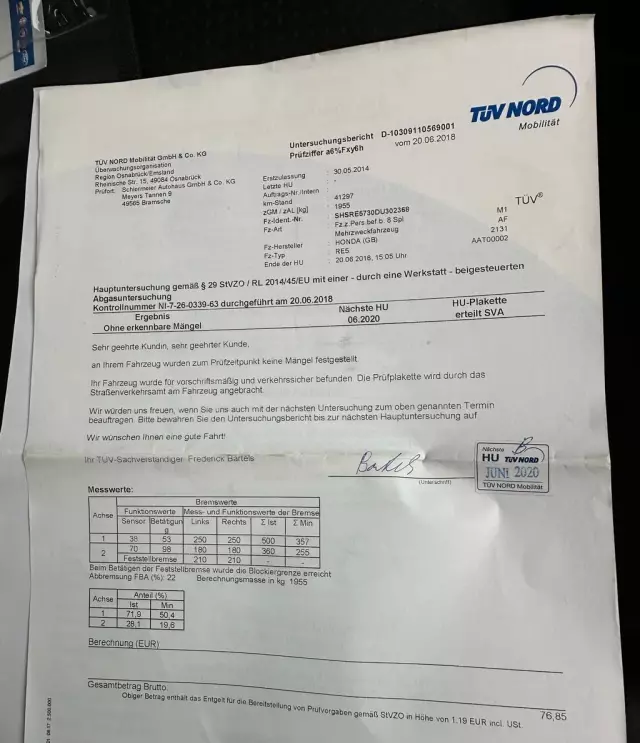 TÜV NORD
Mobilität
Untersuchungsbericht D-10309110569001
Prüfziffer a6%Fxy6h vom 20.06.2018
TÜV NORD Mobilität GmbH & Co. KG
Überwachungsorganisation
Region Osnabrück/Emsland
Rheinische Str. 15, 49084 Osnabrück
Prüfort: Schiermeier Autohaus GmbH & Co. KG
Meyers Tannen 9
49565 Bramsche
Erstzulassung : 30.05.2014
Letzte HU : -
Auftrags-Nr./Intern :
km-Stand : 41297
zGM / zAL [kg] : 1955
Fz-Ident.-Nr. : SHSRE5730DU302368
Fz-Art : Fz.z.Pers.bef.b. 8 Spl M1
Mehrzweckfahrzeug AF
Fz-Hersteller : HONDA (GB) 2131
Fz-Typ : RE5 AAT00002
Ende der HU : 20.06.2018, 15.05 Uhr
TÜV®
Hauptuntersuchung gemäß § 29 StVZO / RL 2014/45/EU mit einer - durch eine Werkstatt - beigesteuerten
Abgasuntersuchung
Kontrollnummer NI-7-26-0339-63 durchgeführt am 20.06.2018
Ergebnis Nächste HU HU-Plakette
Ohne erkennbare Mängel 06.2020 erteilt SVA
Sehr geehrte Kundin, sehr geehrter Kunde,
an Ihrem Fahrzeug wurden zum Prüfzeitpunkt keine Mängel festgestellt.
Ihr Fahrzeug wurde für vorschriftsmäßig und verkehrssicher befunden. Die Prüfplakette wird durch das
Straßenverkehrsamt am Fahrzeug angebracht.
Wir würden uns freuen, wenn Sie uns auch mit der nächsten Untersuchung zum oben genannten Termin
beauftragen. Bitte bewahren Sie den Untersuchungsbericht bis zur nächsten Hauptuntersuchung auf.
Wir wünschen Ihnen eine gute Fahrt!
Ihr TÜV-Sachverständiger Frederick Bartels
Bartels
(Unterschrift)
Nächste
HU TÜV NORD
JUNI 2020
TÜV NORD Mobilität
Messwerte:
Bremswerte
Achse Funktionswerte Mess- und Funktionswerte der Bremse
Sensor Betätigun
g Links Rechts Σ Ist Σ Min
1 38 53 250 250 500 357
2 70 98 180 180 360 255
Feststellbremse 210 210 - -
Beim Betätigen der Feststellbremse wurde die Blockiergrenze erreicht
Abbremsung FBA (%): 22 Berechnungsmasse in kg 1955
Achse Anteil (%)
Ist Min
1 71,9 50,4
2 28,1 19,6
Berechnung (EUR)
Gesamtbetrag Brutto: 76,85
Obiger Betrag enthält das Entgelt für die Bereitstellung von Prüfvorgaben gemäß StVZO in Höhe von 1.19 EUR incl. USt.